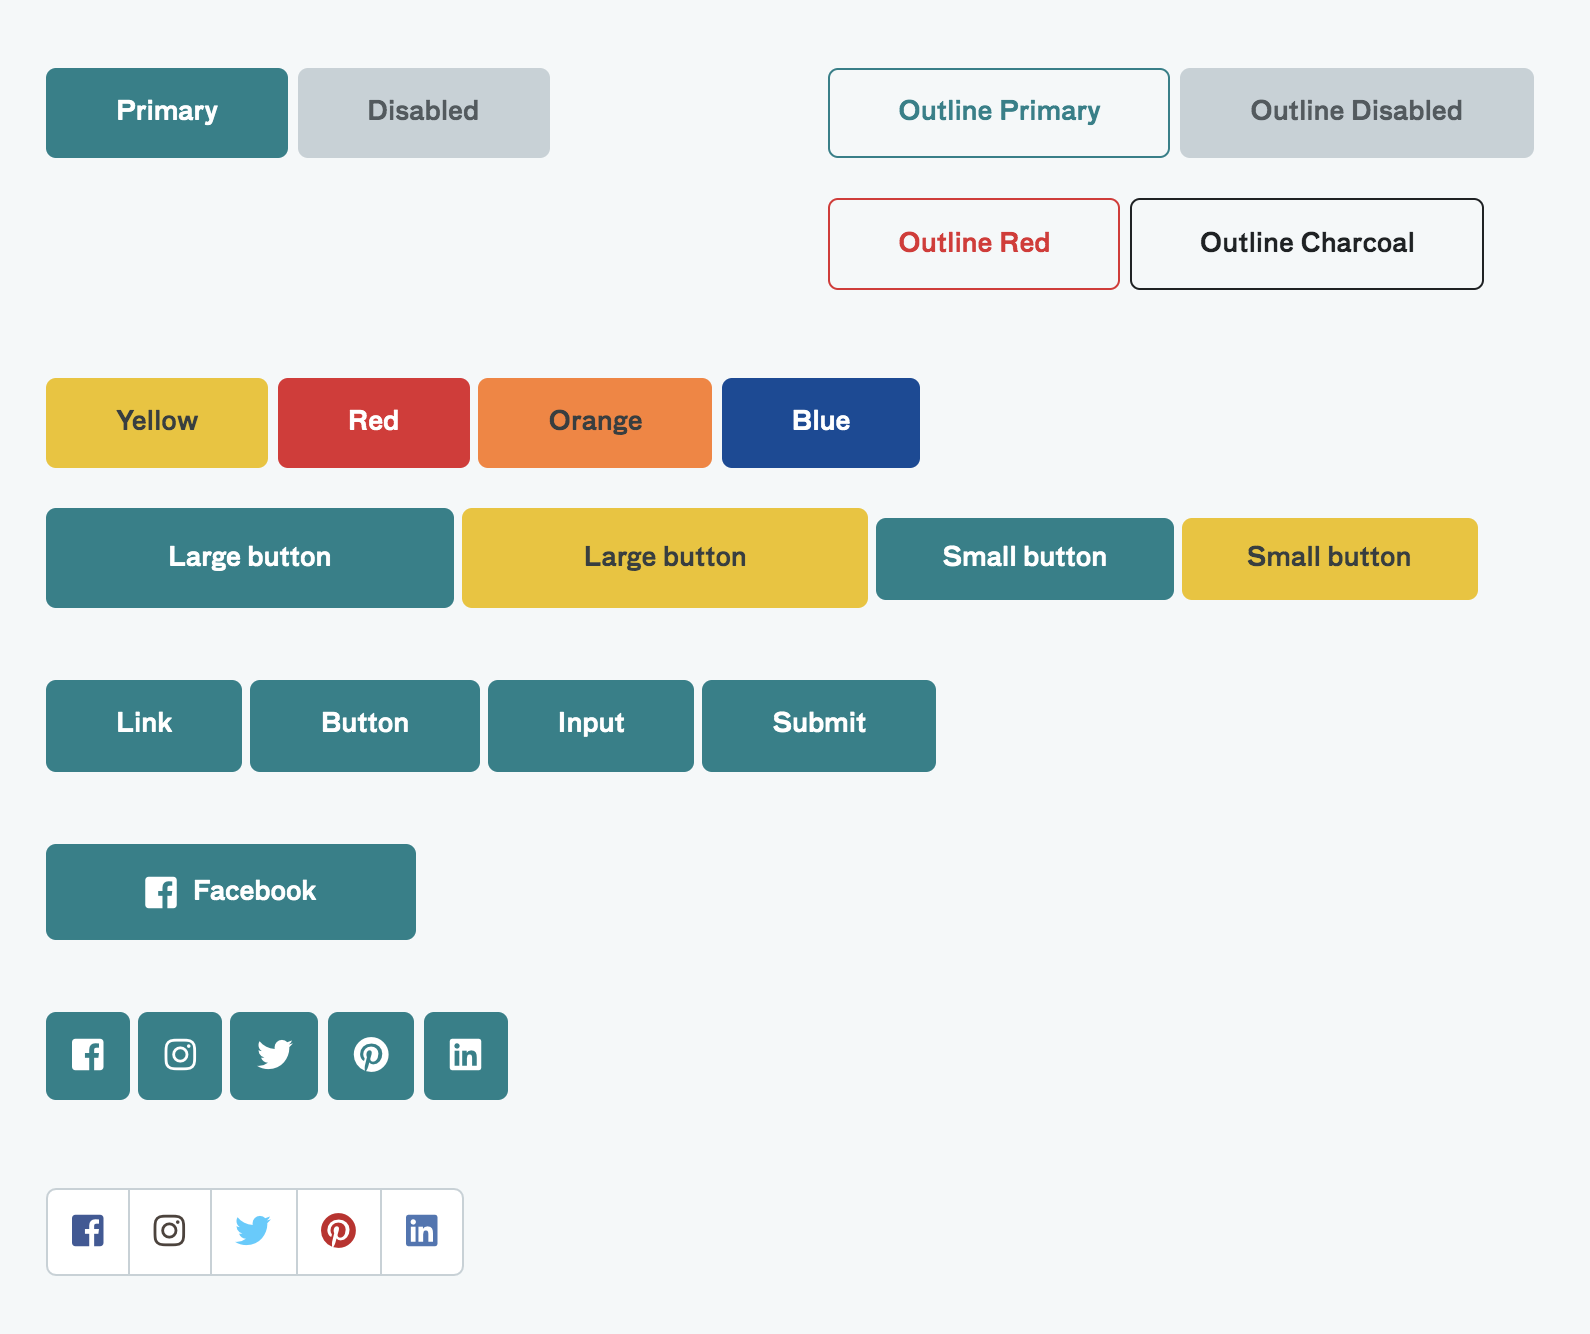 Primary Disabled Outline Primary Outline Disabled
Outline Red Outline Charcoal
Yellow Red Orange Blue
Large button Large button Small button Small button
Link Button Input Submit
Facebook